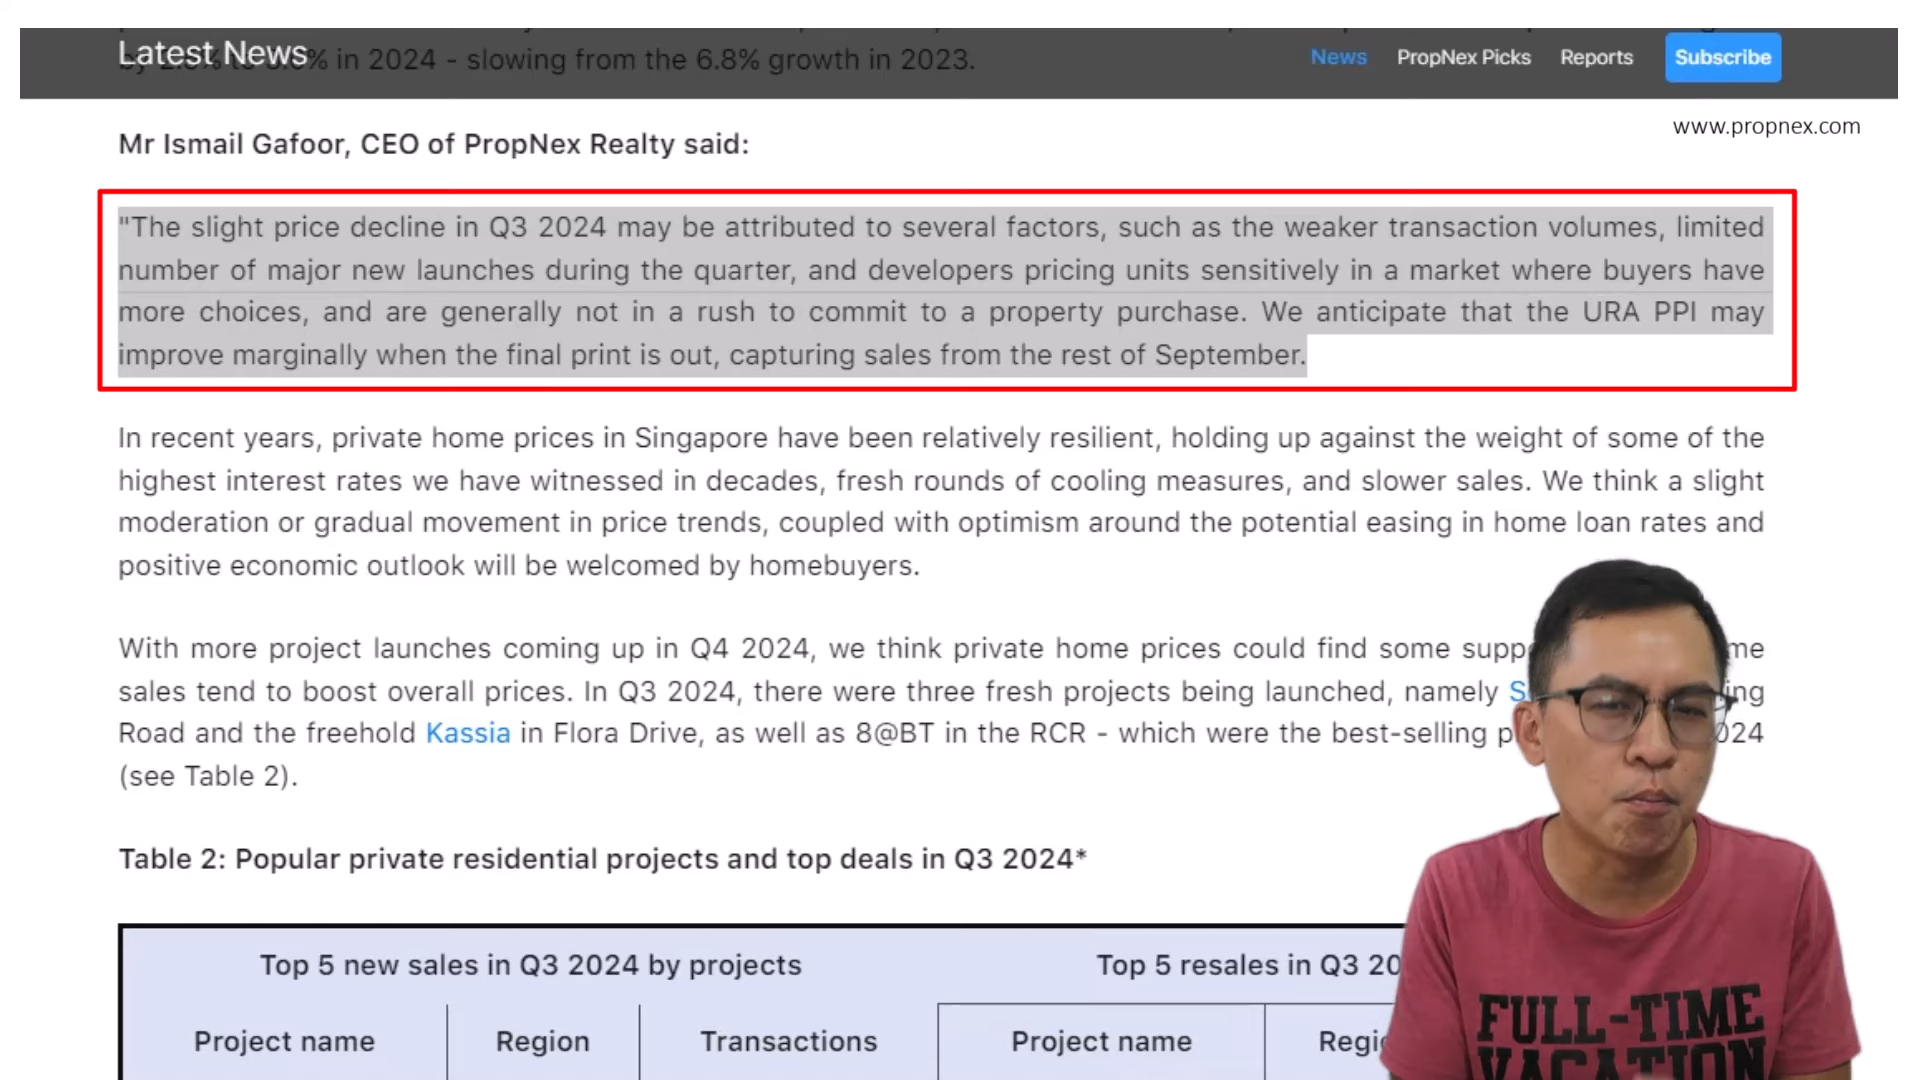 Latest News
in 2024 - slowing from the 6.8% growth in 2023.
News PropNex Picks Reports Subscribe
www.propnex.com
Mr Ismail Gafoor, CEO of PropNex Realty said:
"The slight price decline in Q3 2024 may be attributed to several factors, such as the weaker transaction volumes, limited
number of major new launches during the quarter, and developers pricing units sensitively in a market where buyers have
more choices, and are generally not in a rush to commit to a property purchase. We anticipate that the URA PPI may
improve marginally when the final print is out, capturing sales from the rest of September.
In recent years, private home prices in Singapore have been relatively resilient, holding up against the weight of some of the
highest interest rates we have witnessed in decades, fresh rounds of cooling measures, and slower sales. We think a slight
moderation or gradual movement in price trends, coupled with optimism around the potential easing in home loan rates and
positive economic outlook will be welcomed by homebuyers.
With more project launches coming up in Q4 2024, we think private home prices could find some
sales tend to boost overall prices. In Q3 2024, there were three fresh projects being launched, namely
Road and the freehold Kassia in Flora Drive, as well as 8@BT in the RCR - which were the best-selling
(see Table 2).
Table 2: Popular private residential projects and top deals in Q3 2024*
Top 5 new sales in Q3 2024 by projects
Top 5 resales in Q3
Project name Region Transactions Project name
FULL-TIME
VACATION